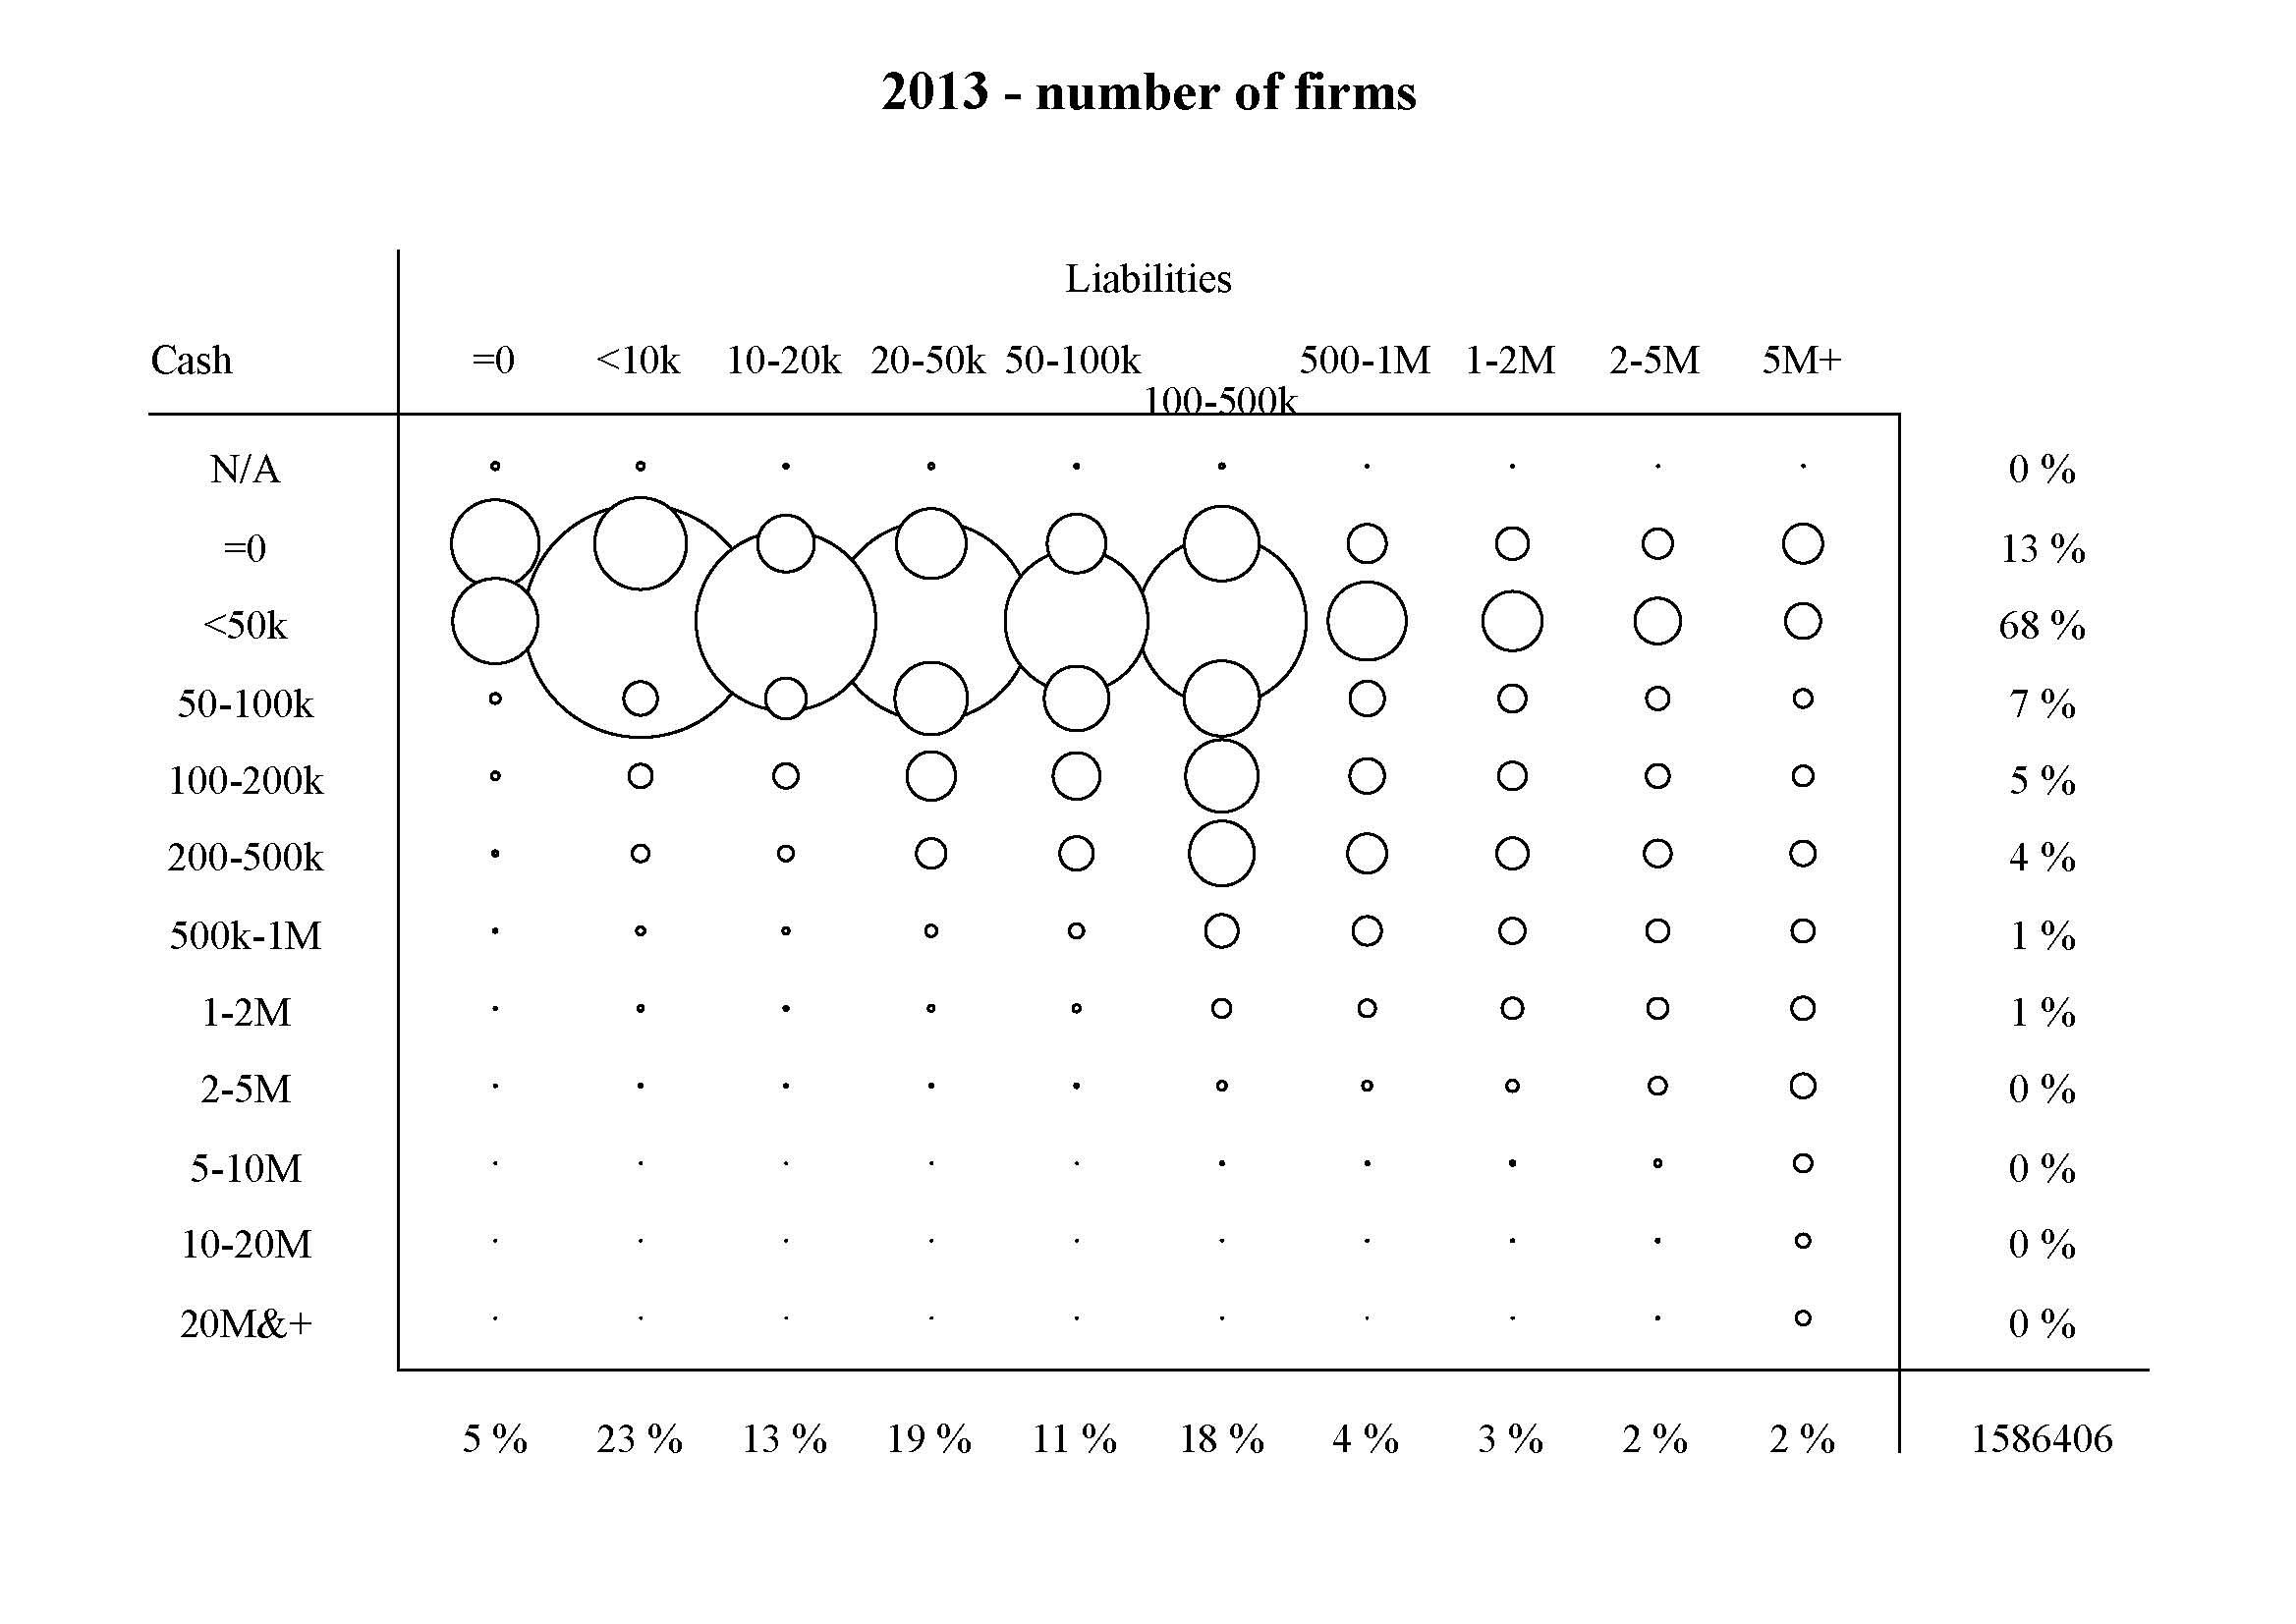 2013 - number of firms
Liabilities
Cash =0 <10k 10-20k 20-50k 50-100k 500-1M 1-2M 2-5M 5M+
100-500k
N/A 0 %
=0 13 %
<50k 68 %
50-100k 7 %
100-200k 5 %
200-500k 4 %
500k-1M 1 %
1-2M 1 %
2-5M 0 %
5-10M 0 %
10-20M 0 %
20M&+ 0 %
5 % 23 % 13 % 19 % 11 % 18 % 4 % 3 % 2 % 2 % 1586406